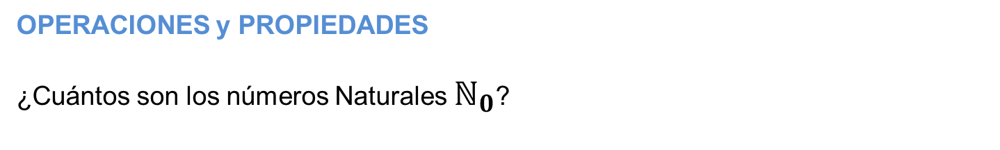 OPERACIONES y PROPIEDADES
¿Cuántos son los números Naturales ℕ₀?